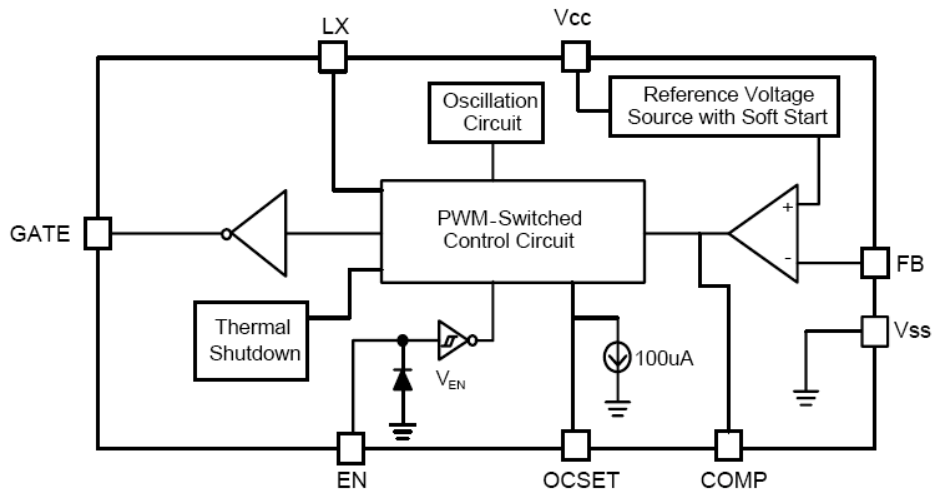 LX
Vcc
Oscillation
Circuit
Reference Voltage
Source with Soft Start
GATE
PWM-Switched
Control Circuit
+
-
FB
Thermal
Shutdown
VEN
100uA
Vss
EN
OCSET
COMP